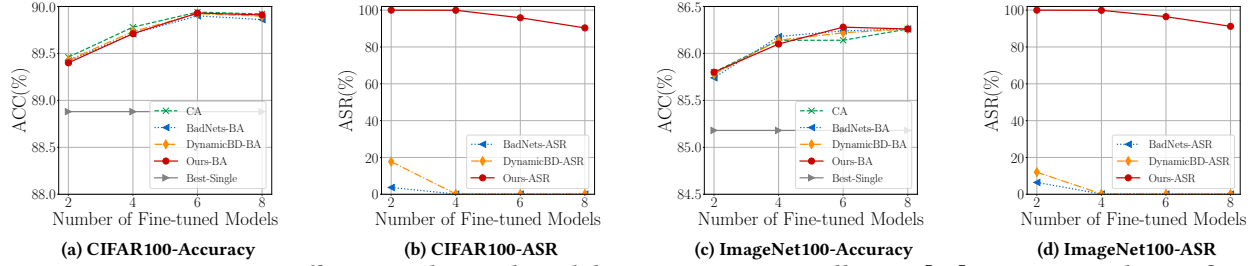 90.0
89.5
89.0
88.5
88.0
ACC(%)
CA
BadNets-BA
DynamicBD-BA
Ours-BA
Best-Single
2 4 6 8
Number of Fine-tuned Models
(a) CIFAR100-Accuracy
100
80
60
40
20
0
ASR(%)
BadNets-ASR
DynamicBD-ASR
Ours-ASR
2 4 6 8
Number of Fine-tuned Models
(b) CIFAR100-ASR
86.5
86.0
85.5
85.0
84.5
ACC(%)
CA
BadNets-BA
DynamicBD-BA
Ours-BA
Best-Single
2 4 6 8
Number of Fine-tuned Models
(c) ImageNet100-Accuracy
100
80
60
40
20
0
ASR(%)
BadNets-ASR
DynamicBD-ASR
Ours-ASR
2 4 6 8
Number of Fine-tuned Models
(d) ImageNet100-ASR